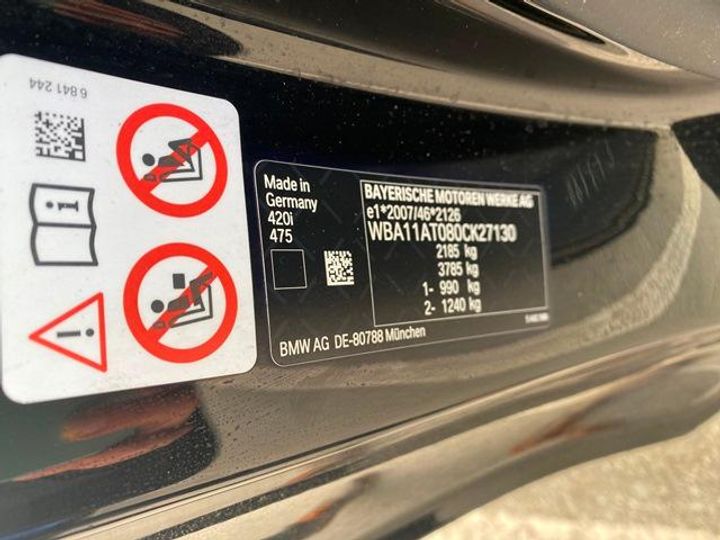 6 841 244
Made in
Germany
420i
475
BAYERISCHE MOTOREN WERKE AG
e1*2007/46*2126
WBA11AT080CK27130
2185 kg
3785 kg
1- 990 kg
2- 1240 kg
BMW AG DE-80788 München